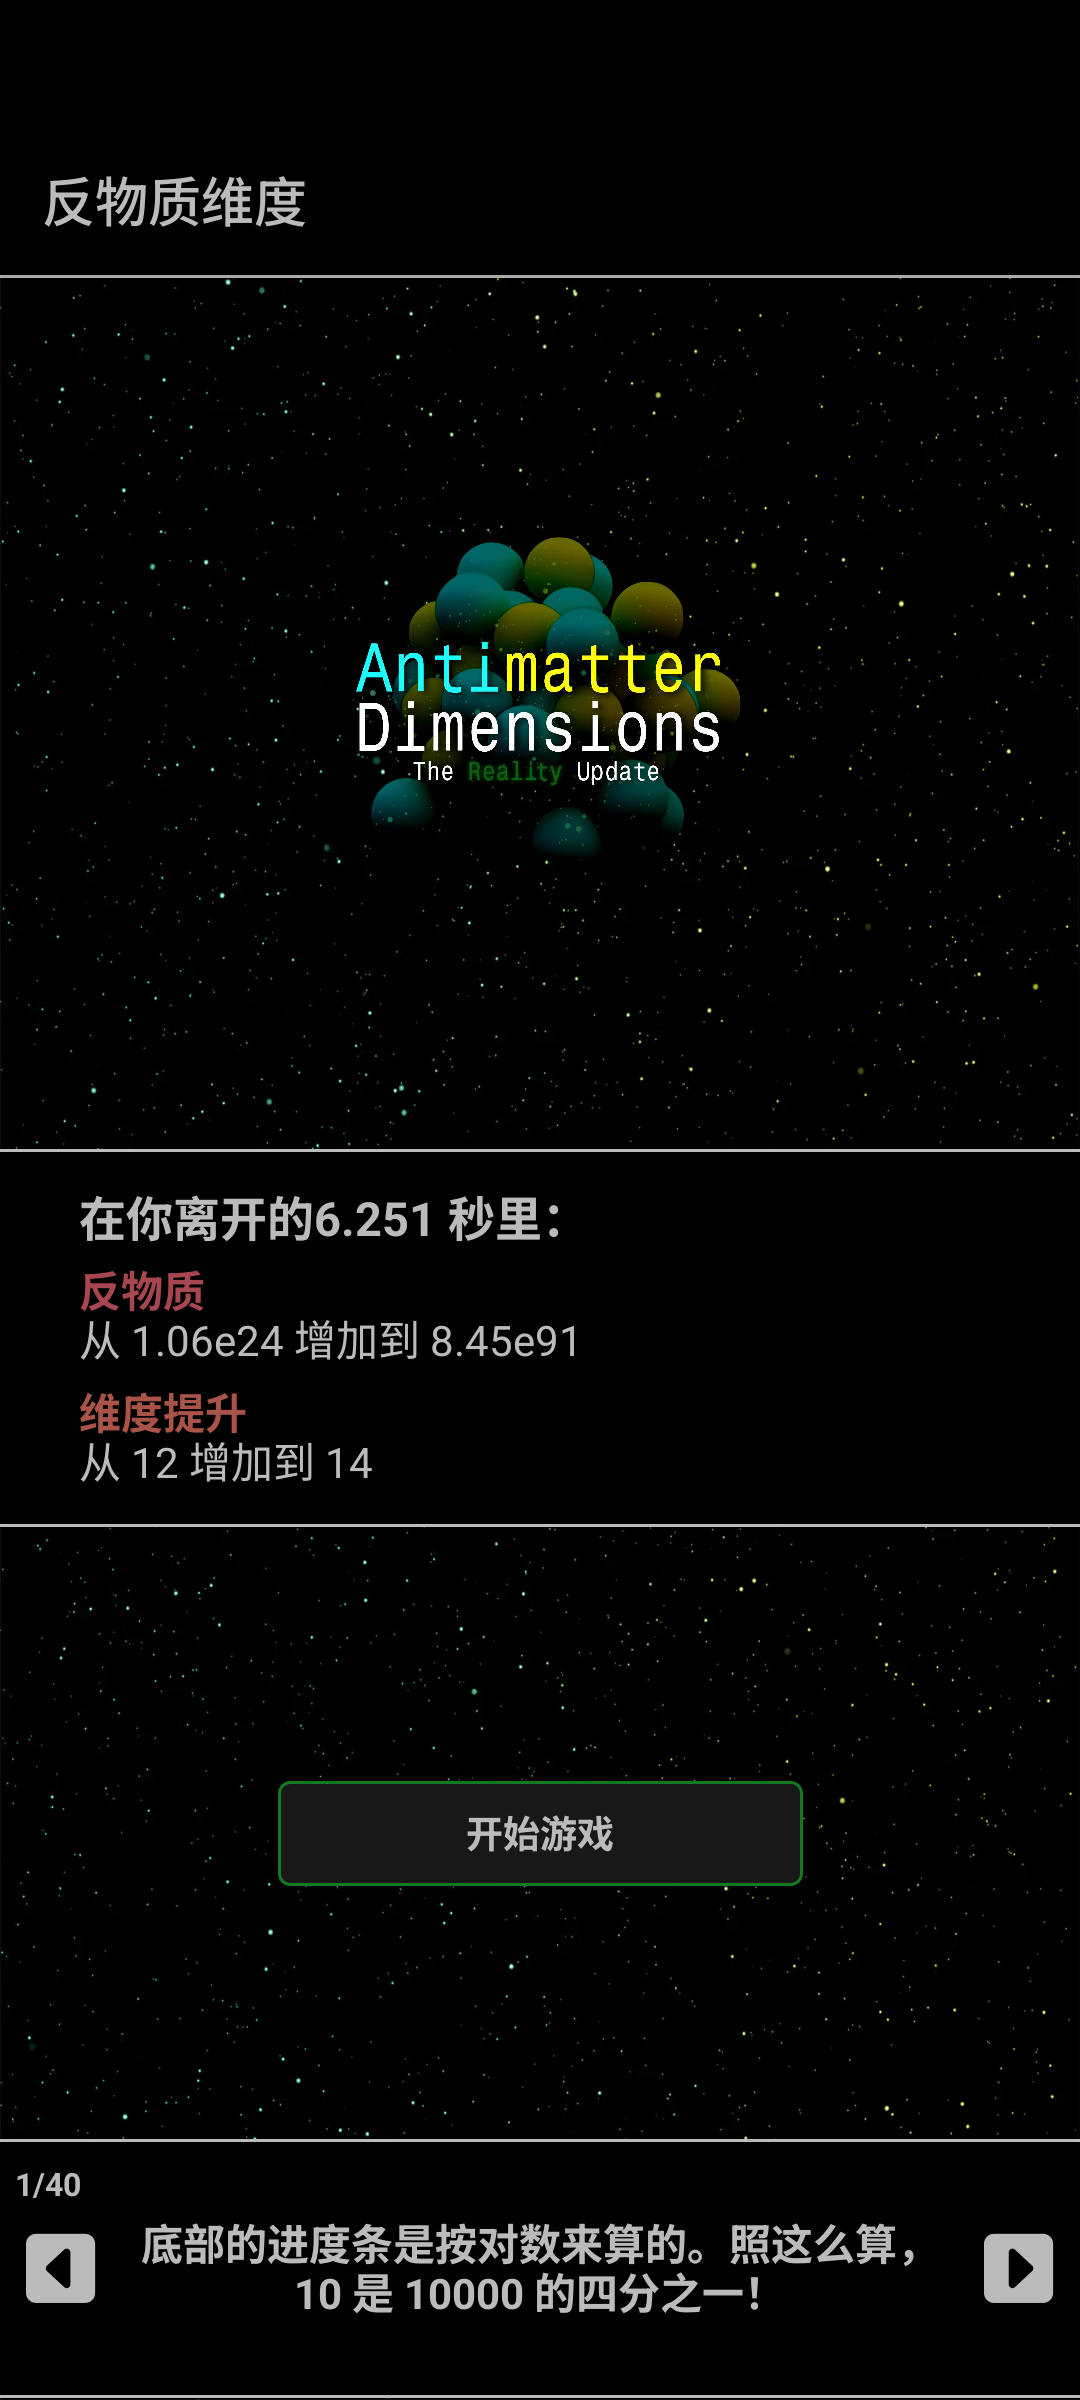 反物质维度
Antimatter
Dimensions
The Reality Update
在你离开的6.251 秒里：
反物质
从 1.06e24 增加到 8.45e91
维度提升
从 12 增加到 14
开始游戏
1/40
底部的进度条是按对数来算的。照这么算，
10 是 10000 的四分之一！